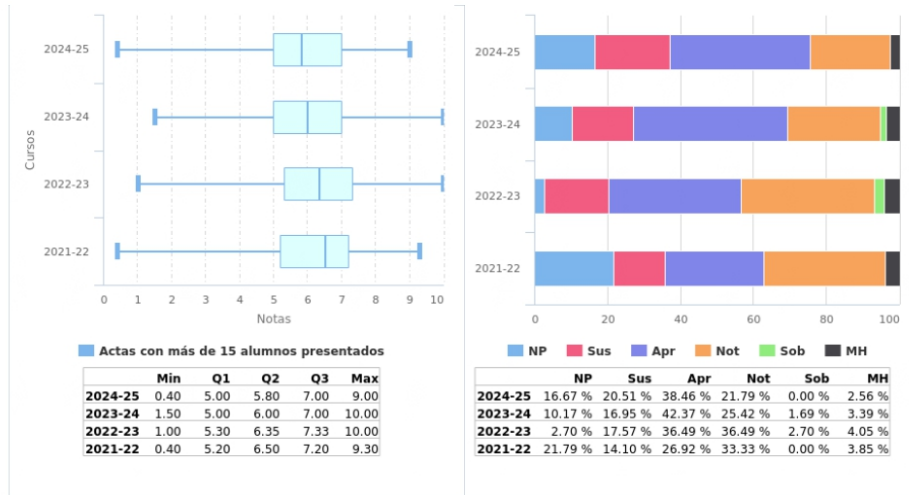 Cursos
2024-25
2023-24
2022-23
2021-22
0 1 2 3 4 5 6 7 8 9 10
Notas
Actas con más de 15 alumnos presentados
Min Q1 Q2 Q3 Max
2024-25 0.40 5.00 5.80 7.00 9.00
2023-24 1.50 5.00 6.00 7.00 10.00
2022-23 1.00 5.30 6.35 7.33 10.00
2021-22 0.40 5.20 6.50 7.20 9.30
2024-25
2023-24
2022-23
2021-22
0 20 40 60 80 100
NP Sus Apr Not Sob MH
NP Sus Apr Not Sob MH
2024-25 16.67 % 20.51 % 38.46 % 21.79 % 0.00 % 2.56 %
2023-24 10.17 % 16.95 % 42.37 % 25.42 % 1.69 % 3.39 %
2022-23 2.70 % 17.57 % 36.49 % 36.49 % 2.70 % 4.05 %
2021-22 21.79 % 14.10 % 26.92 % 33.33 % 0.00 % 3.85 %